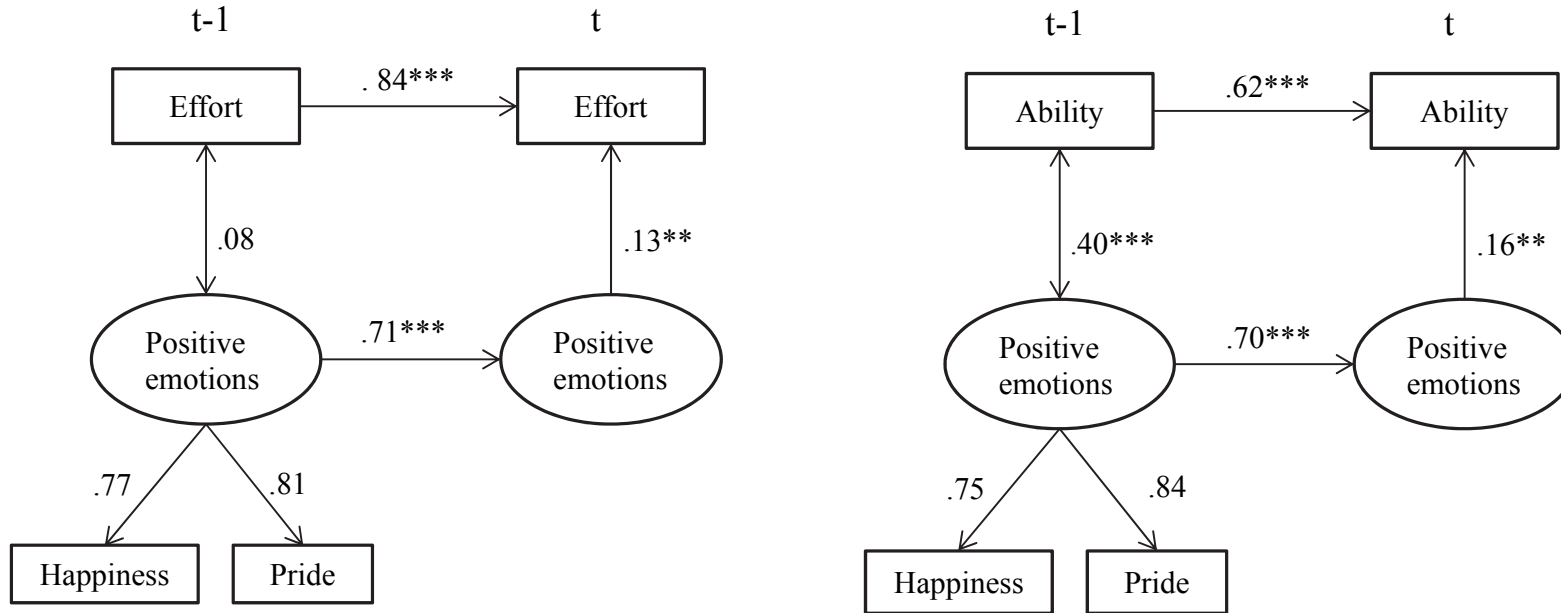 t-1
t
Effort
. 84***
Effort
.08
.13**
Positive
emotions
.71***
Positive
emotions
.77
.81
Happiness
Pride
t-1
t
Ability
.62***
Ability
.40***
.16**
Positive
emotions
.70***
Positive
emotions
.75
.84
Happiness
Pride